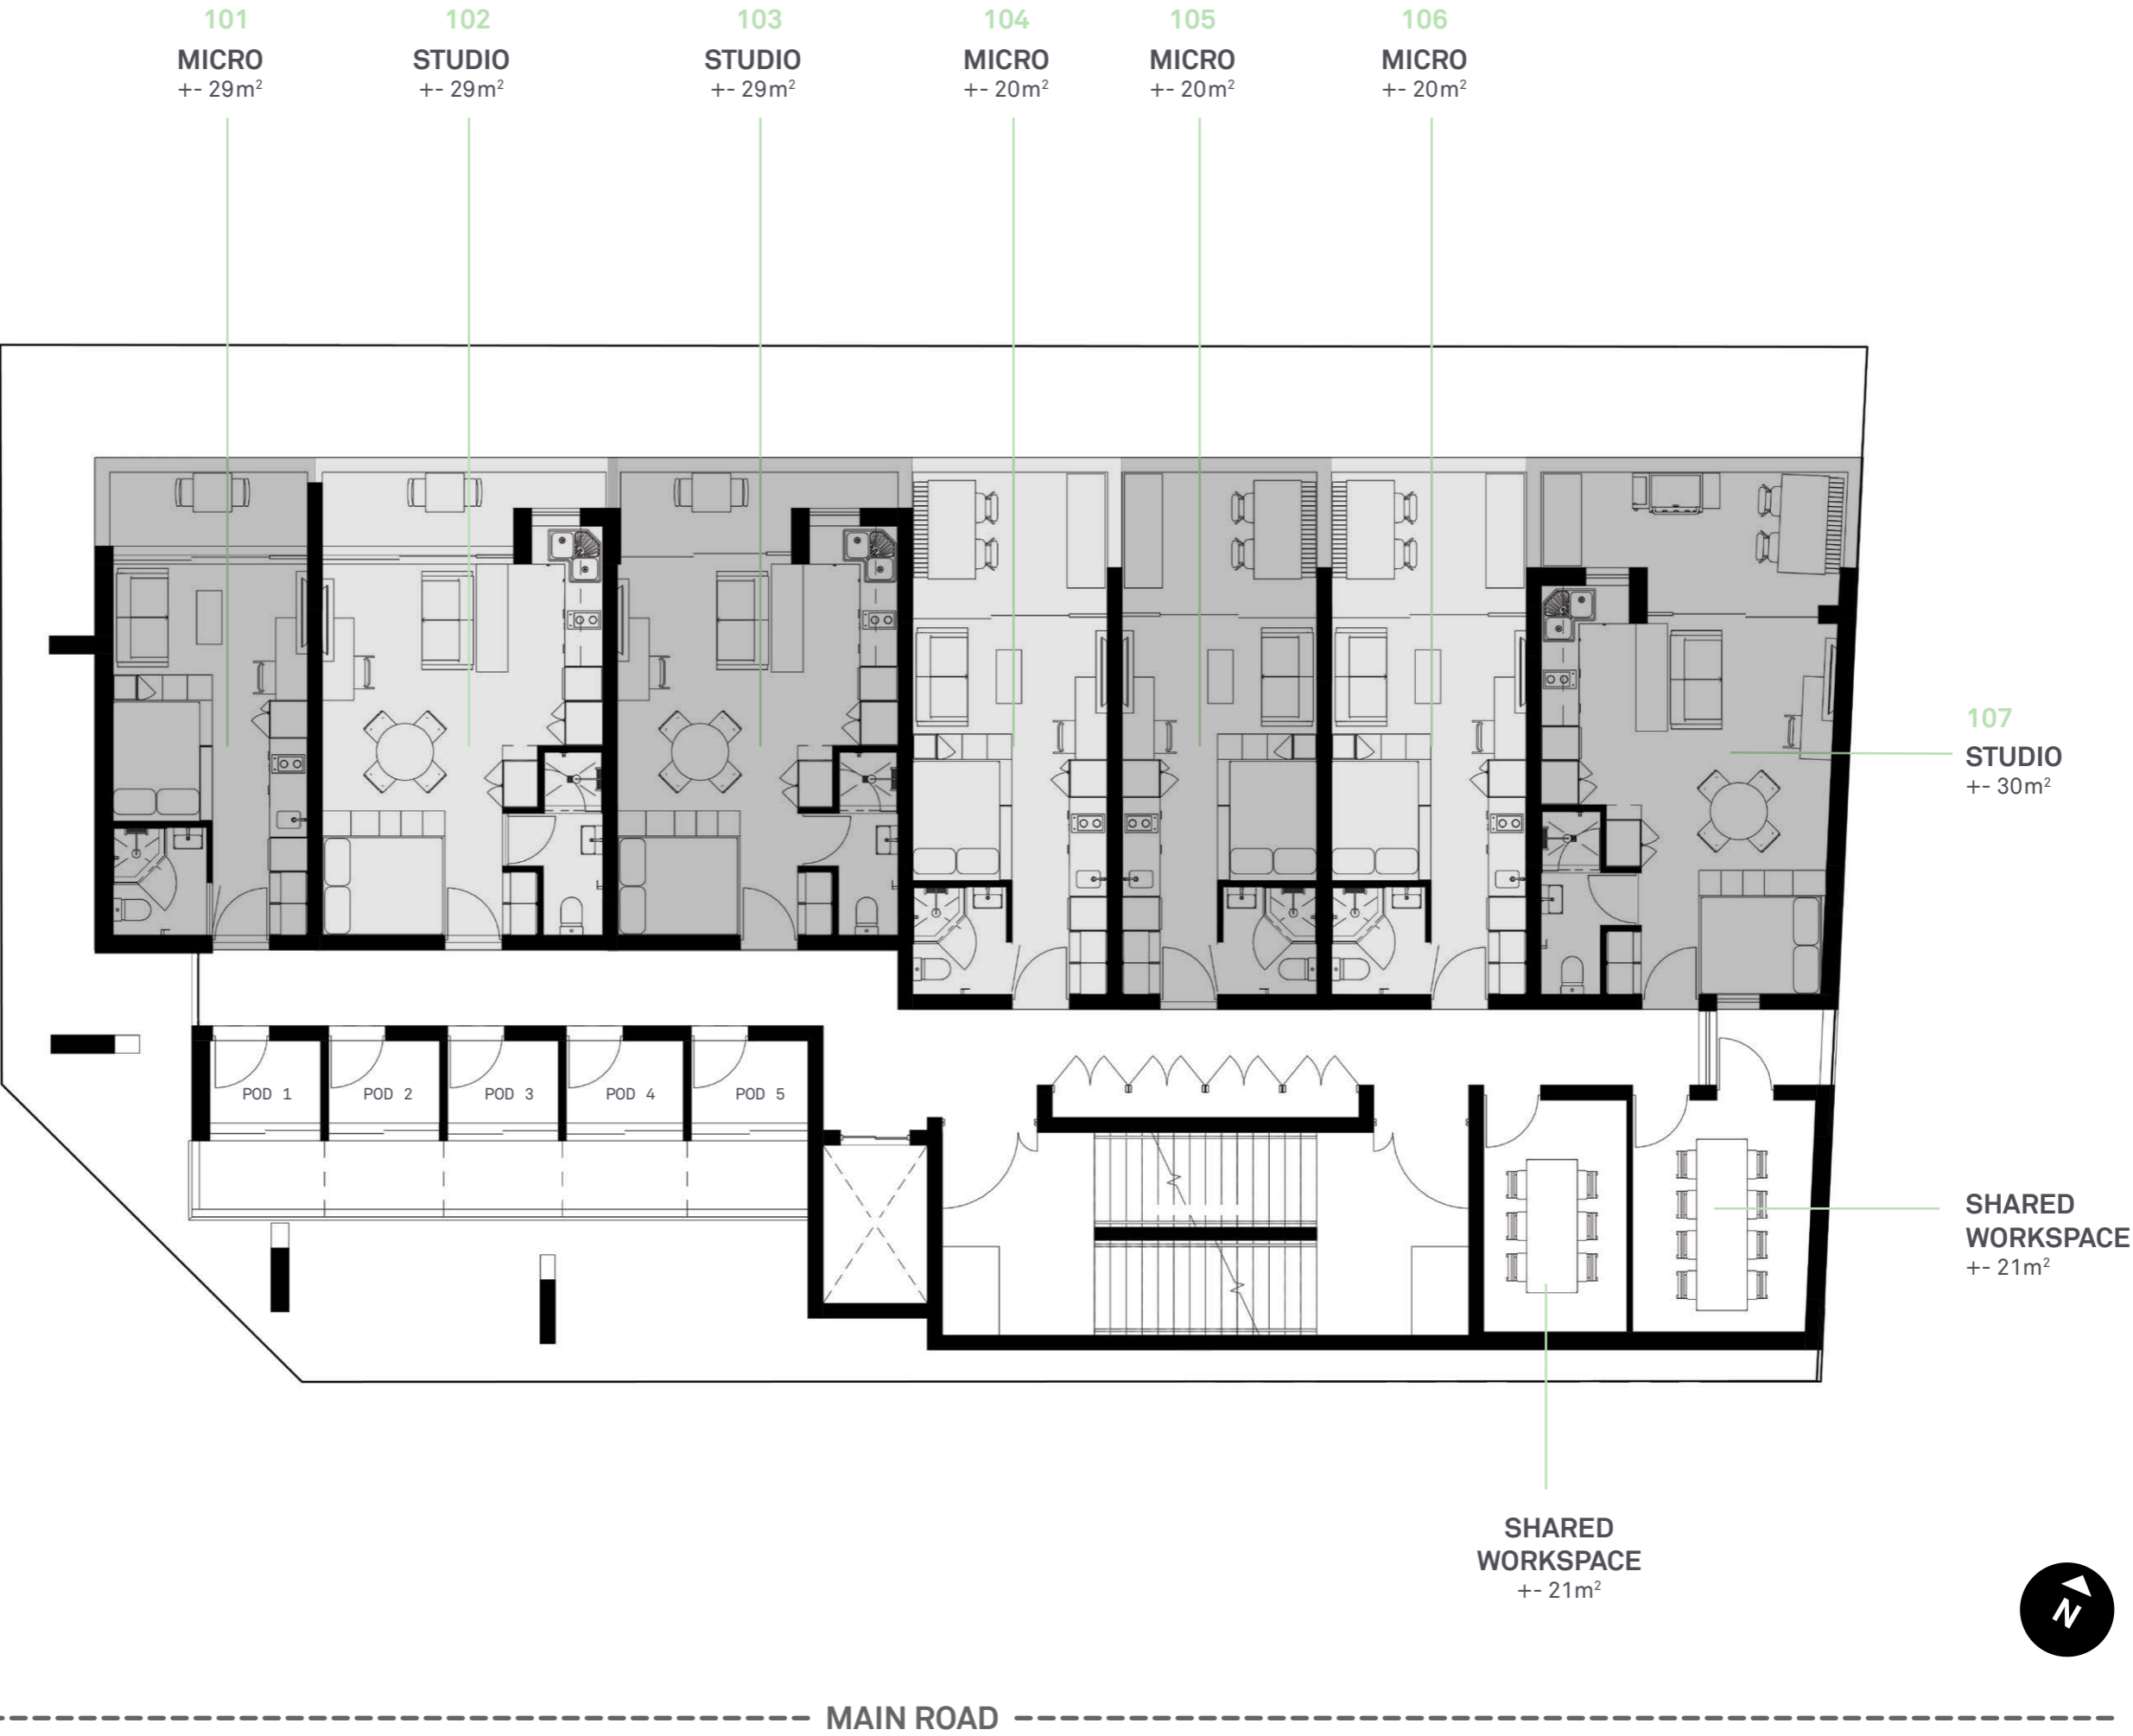 101
MICRO
+- 29m²
102
STUDIO
+- 29m²
103
STUDIO
+- 29m²
104
MICRO
+- 20m²
105
MICRO
+- 20m²
106
MICRO
+- 20m²
107
STUDIO
+- 30m²
POD 1
POD 2
POD 3
POD 4
POD 5
SHARED
WORKSPACE
+- 21m²
SHARED
WORKSPACE
+- 21m²
N
MAIN ROAD